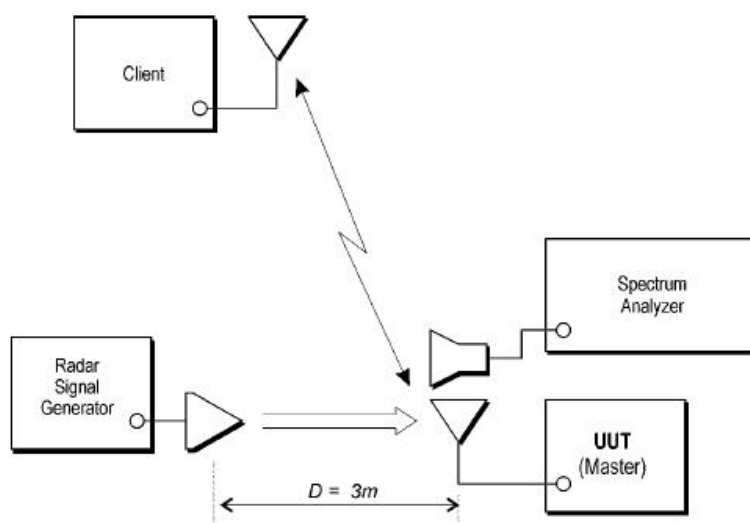 Client
Spectrum
Analyzer
Radar
Signal
Generator
UUT
(Master)
D = 3m